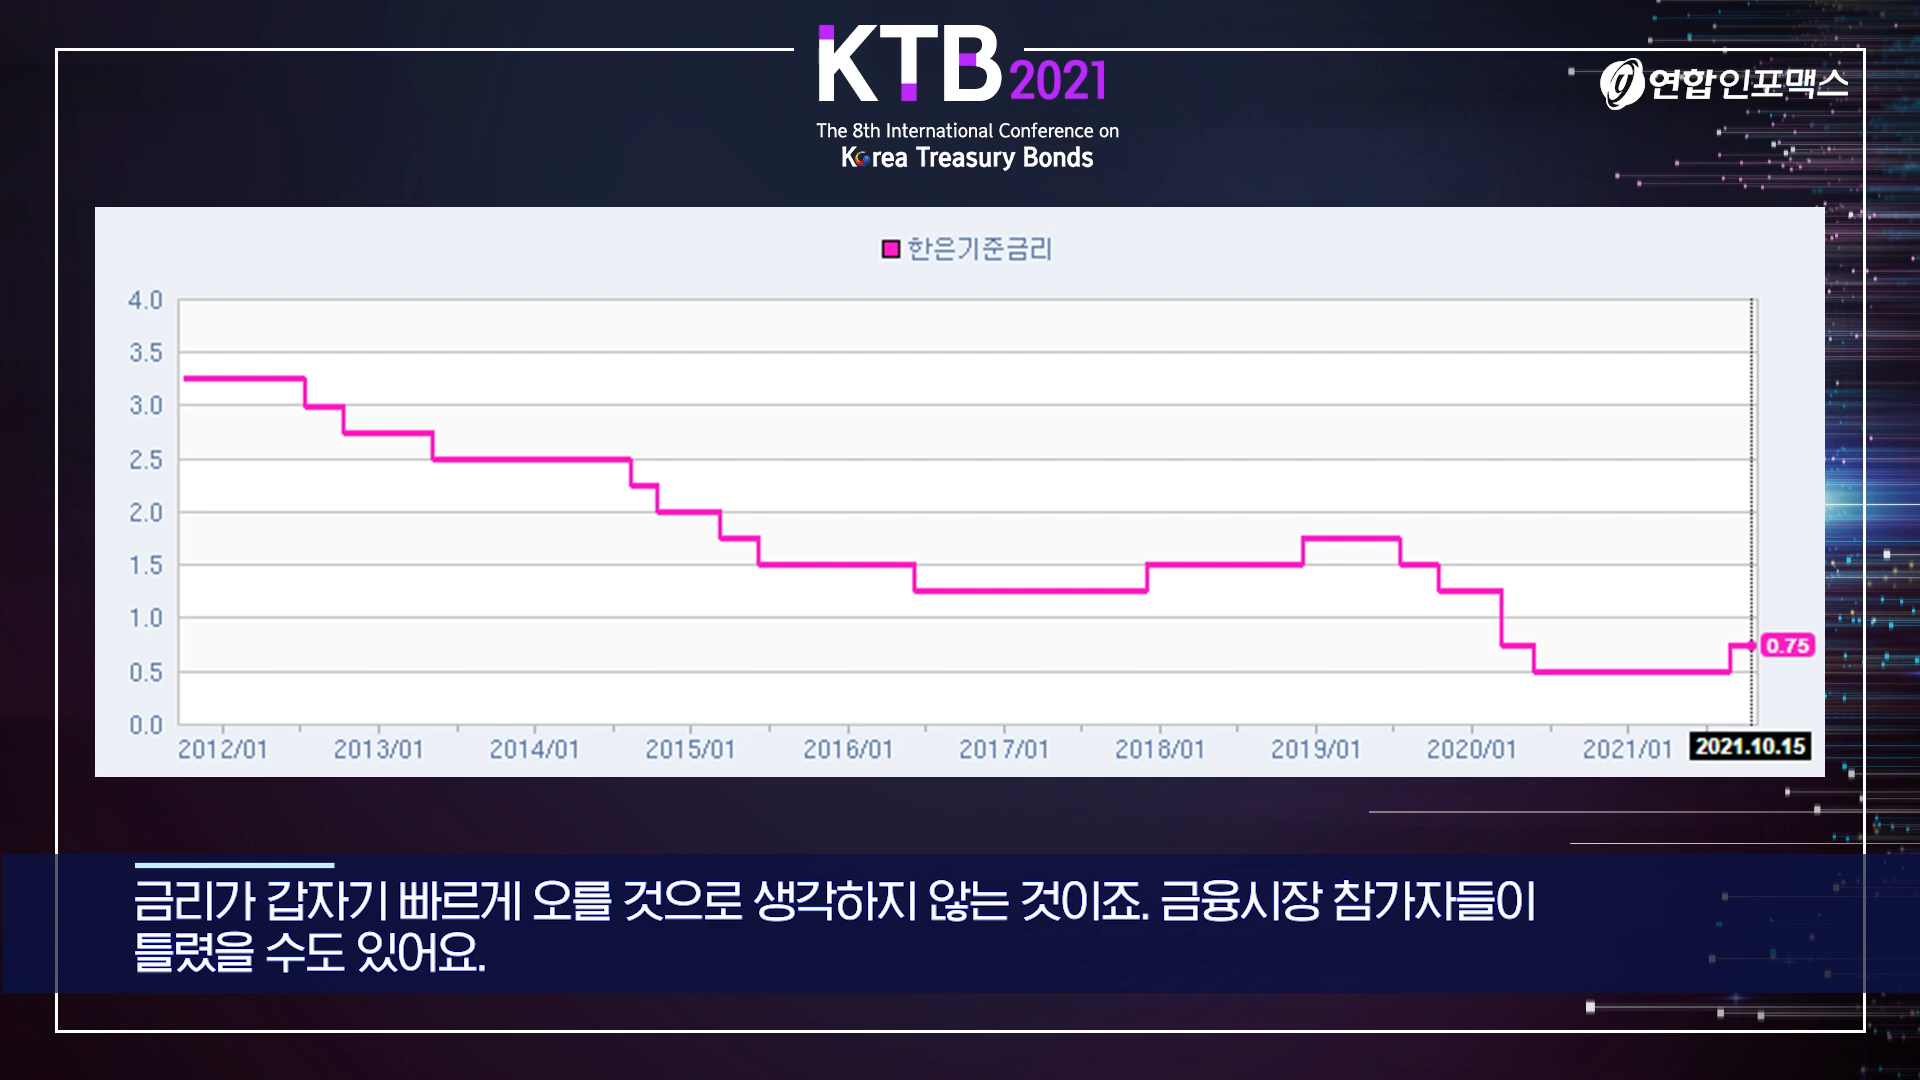 KTB 2021
연합인포맥스
The 8th International Conference on
Korea Treasury Bonds
한은기준금리
4.0
3.5
3.0
2.5
2.0
1.5
1.0
0.75
0.5
0.0
2012/01 2013/01 2014/01 2015/01 2016/01 2017/01 2018/01 2019/01 2020/01 2021/01 2021.10.15
금리가 갑자기 빠르게 오를 것으로 생각하지 않는 것이죠. 금융시장 참가자들이
틀렸을 수도 있어요.